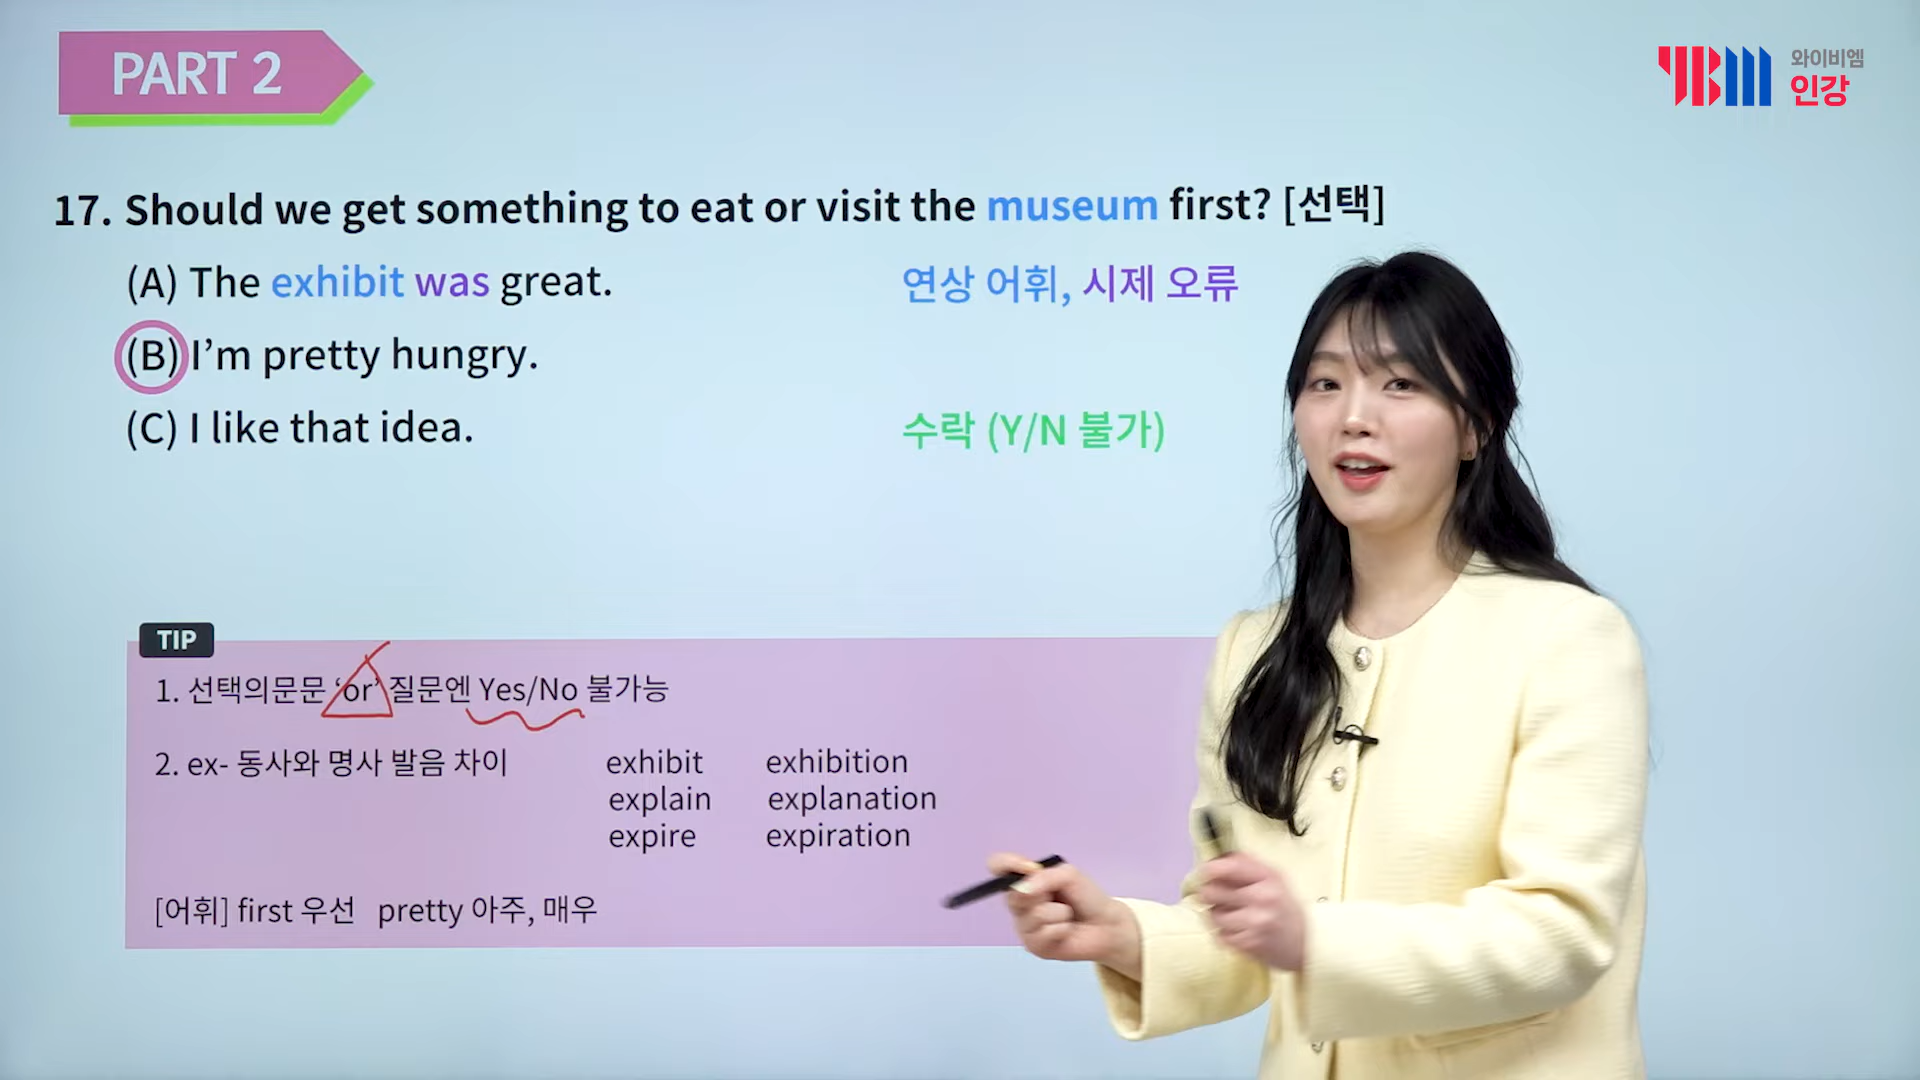 PART 2
YBM 와이비엠
인강
17. Should we get something to eat or visit the museum first? [선택]
(A) The exhibit was great. 연상 어휘, 시제 오류
(B) I'm pretty hungry.
(C) I like that idea. 수락 (Y/N 불가)
TIP
1. 선택의문문 ‘or’ 질문엔 Yes/No 불가능
2. ex- 동사와 명사 발음 차이 exhibit exhibition
explain explanation
expire expiration
[어휘] first 우선 pretty 아주, 매우